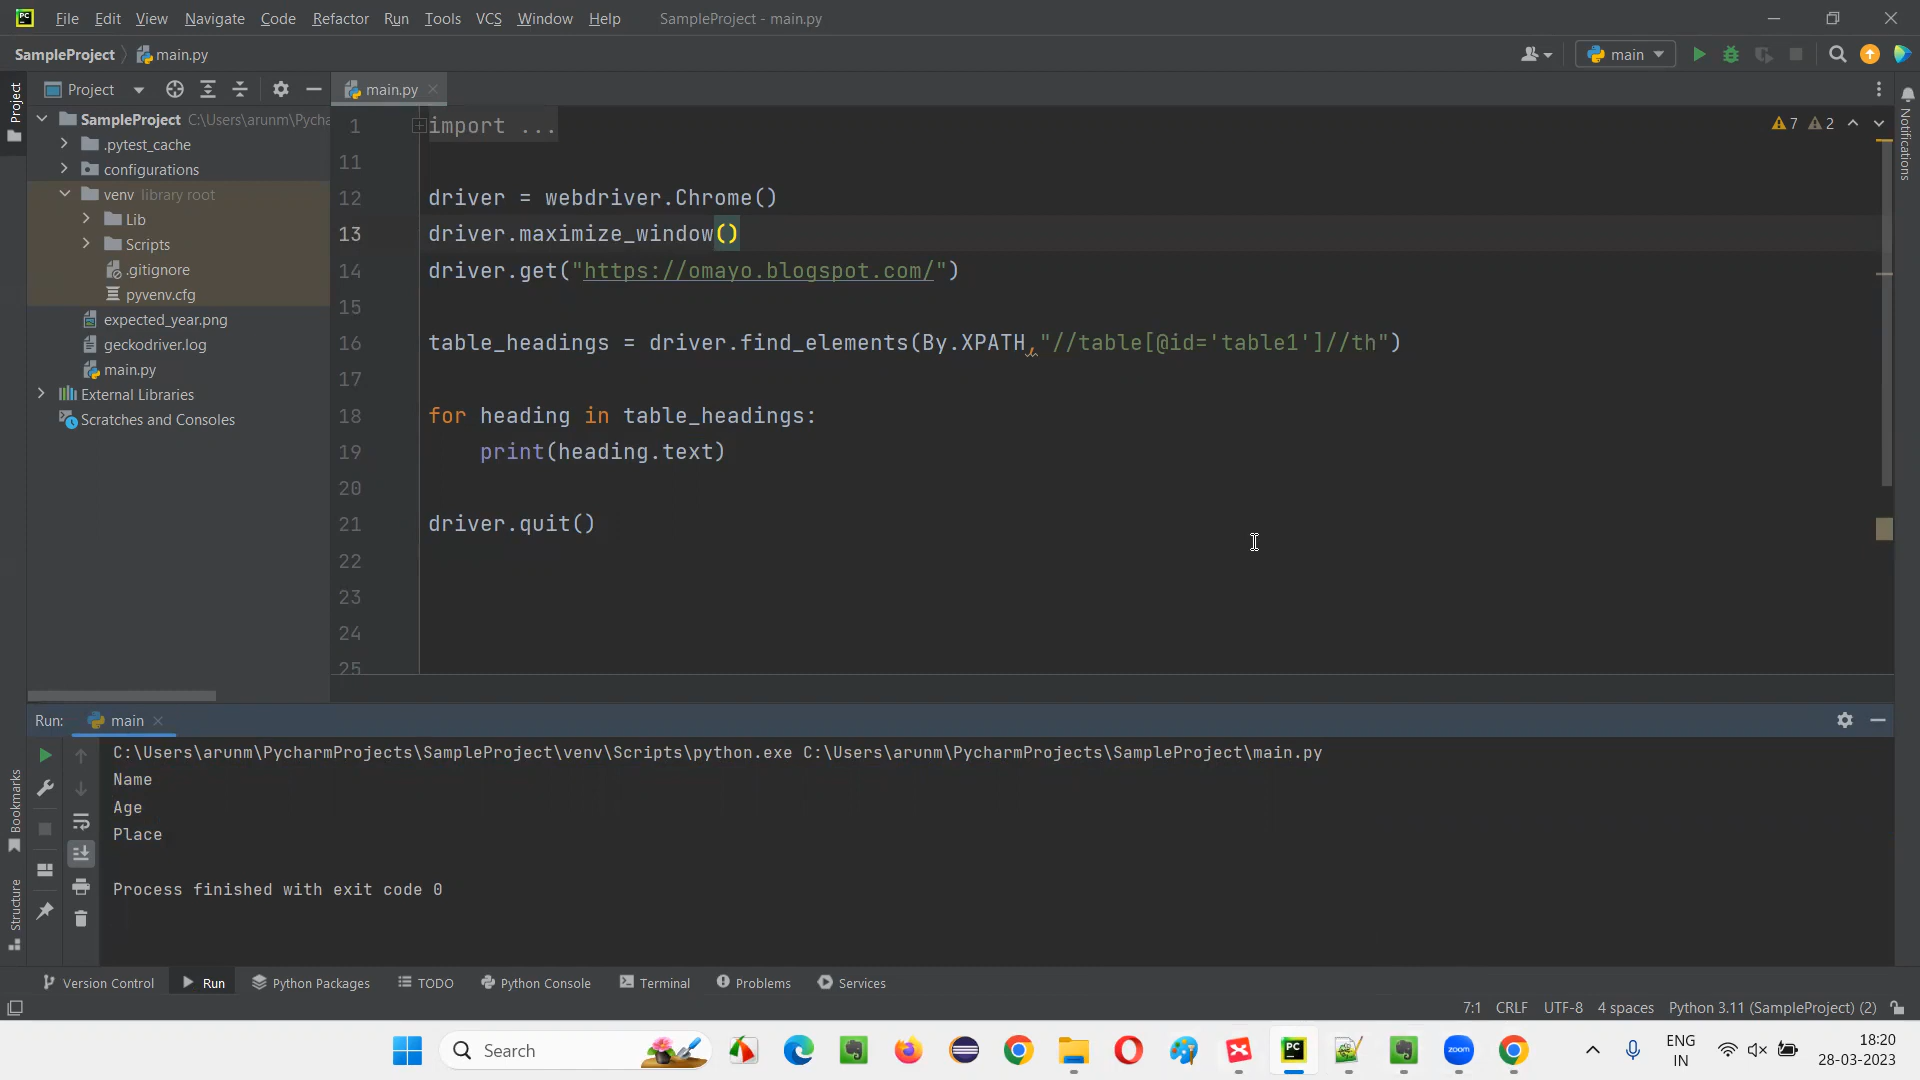 PC File Edit View Navigate Code Refactor Run Tools VCS Window Help SampleProject - main.py
SampleProject main.py main
Project main.py
Project
SampleProject C:\Users\arunm\Pycha
.pytest_cache
configurations
venv library root
Lib
Scripts
.gitignore
pyvenv.cfg
expected_year.png
geckodriver.log
main.py
External Libraries
Scratches and Consoles
1 import ...
11
12 driver = webdriver.Chrome()
13 driver.maximize_window()
14 driver.get("https://omayo.blogspot.com/")
15
16 table_headings = driver.find_elements(By.XPATH,"//table[@id='table1']//th")
17
18 for heading in table_headings:
19 print(heading.text)
20
21 driver.quit()
22
23
24
25
7 2
Notifications
Run: main
C:\Users\arunm\PycharmProjects\SampleProject\venv\Scripts\python.exe C:\Users\arunm\PycharmProjects\SampleProject\main.py
Name
Age
Place
Process finished with exit code 0
Bookmarks
Structure
Version Control Run Python Packages TODO Python Console Terminal Problems Services
7:1 CRLF UTF-8 4 spaces Python 3.11 (SampleProject) (2)
Search zoom PC ENG 18:20
IN 28-03-2023